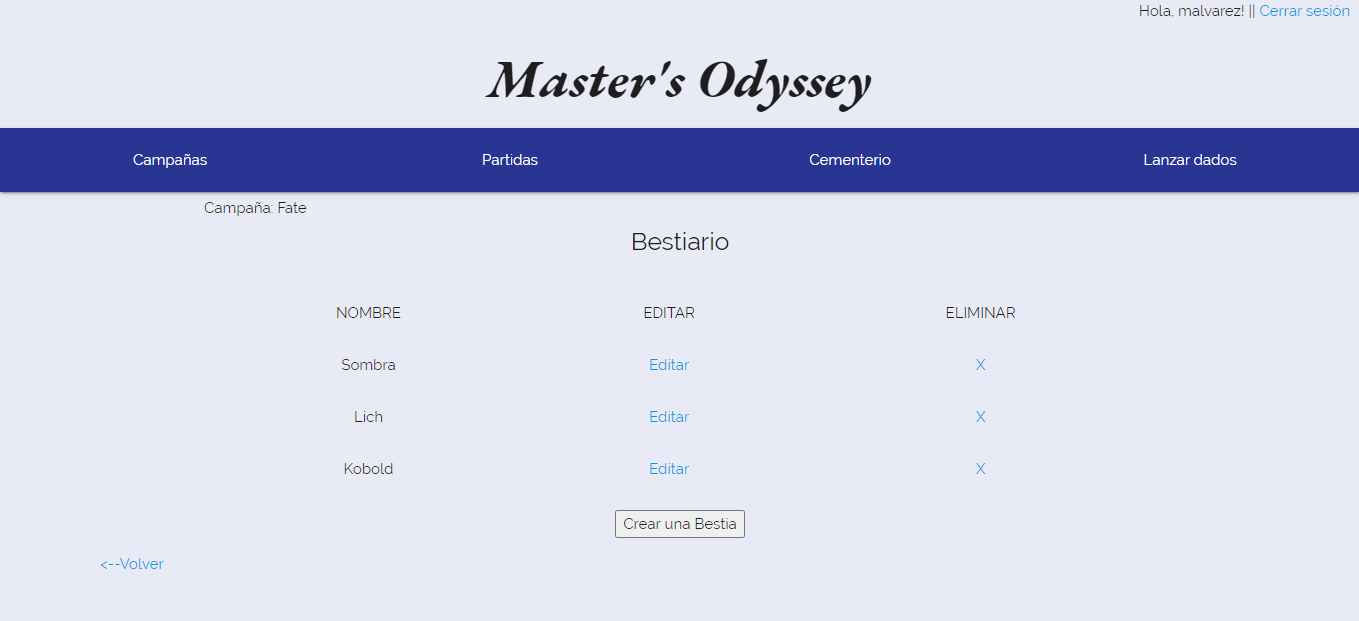 Hola, malvarez! || Cerrar sesión
Master's Odyssey
Campañas Partidas Cementerio Lanzar dados
Campaña: Fate
Bestiario
NOMBRE EDITAR ELIMINAR
Sombra Editar X
Lich Editar X
Kobold Editar X
Crear una Bestia
<--Volver